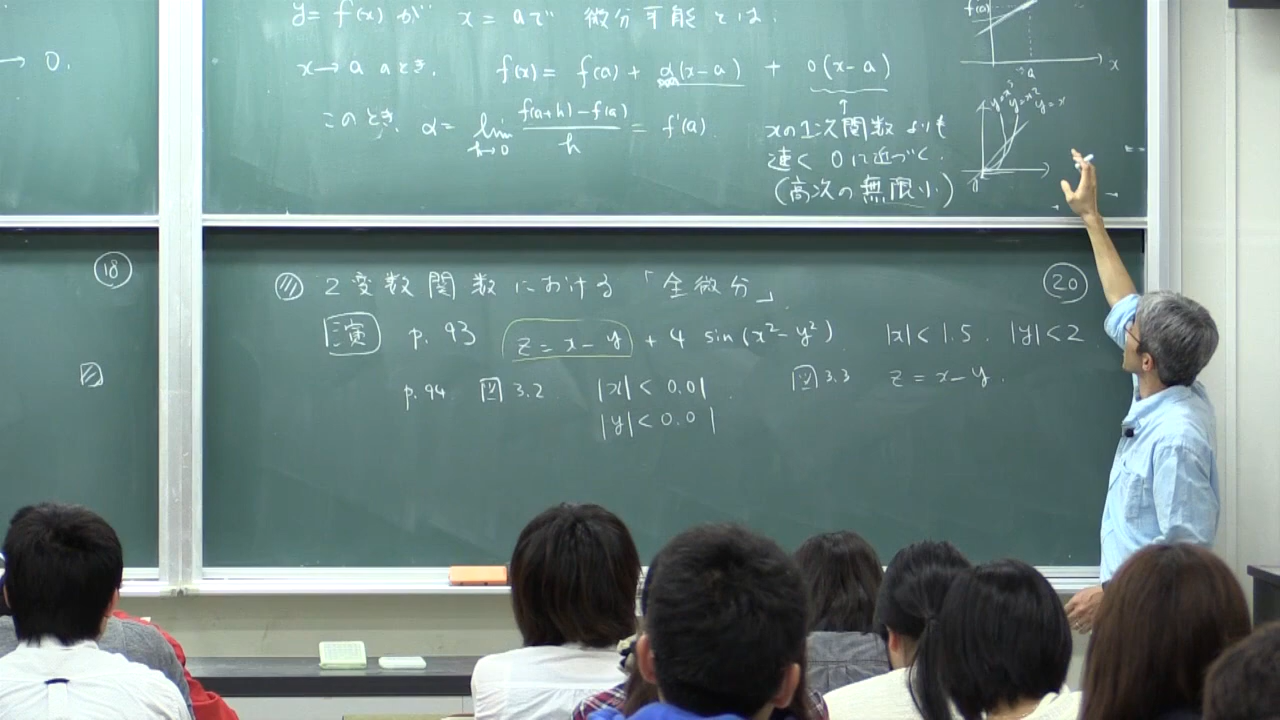 → 0.
y = f(x) が x = a で 微分可能とは:
x→a のとき. f(x) = f(a) + α(x-a) + o(x-a)
このとき. α = lim h→0 f(a+h) - f(a) / h = f'(a).
xの1次関数よりも
速く 0に近づく.
(高次の無限小)
f(a)
→a
x
y=x³ y=x² y=x
0
18
2変数関数における「全微分」.
20
演 p. 93 z = x - y + 4 sin(x² - y²) |x| < 1.5. |y| < 2
p.94 図 3.2 |x| < 0.01. 図 3.3 z = x - y.
|y| < 0.01